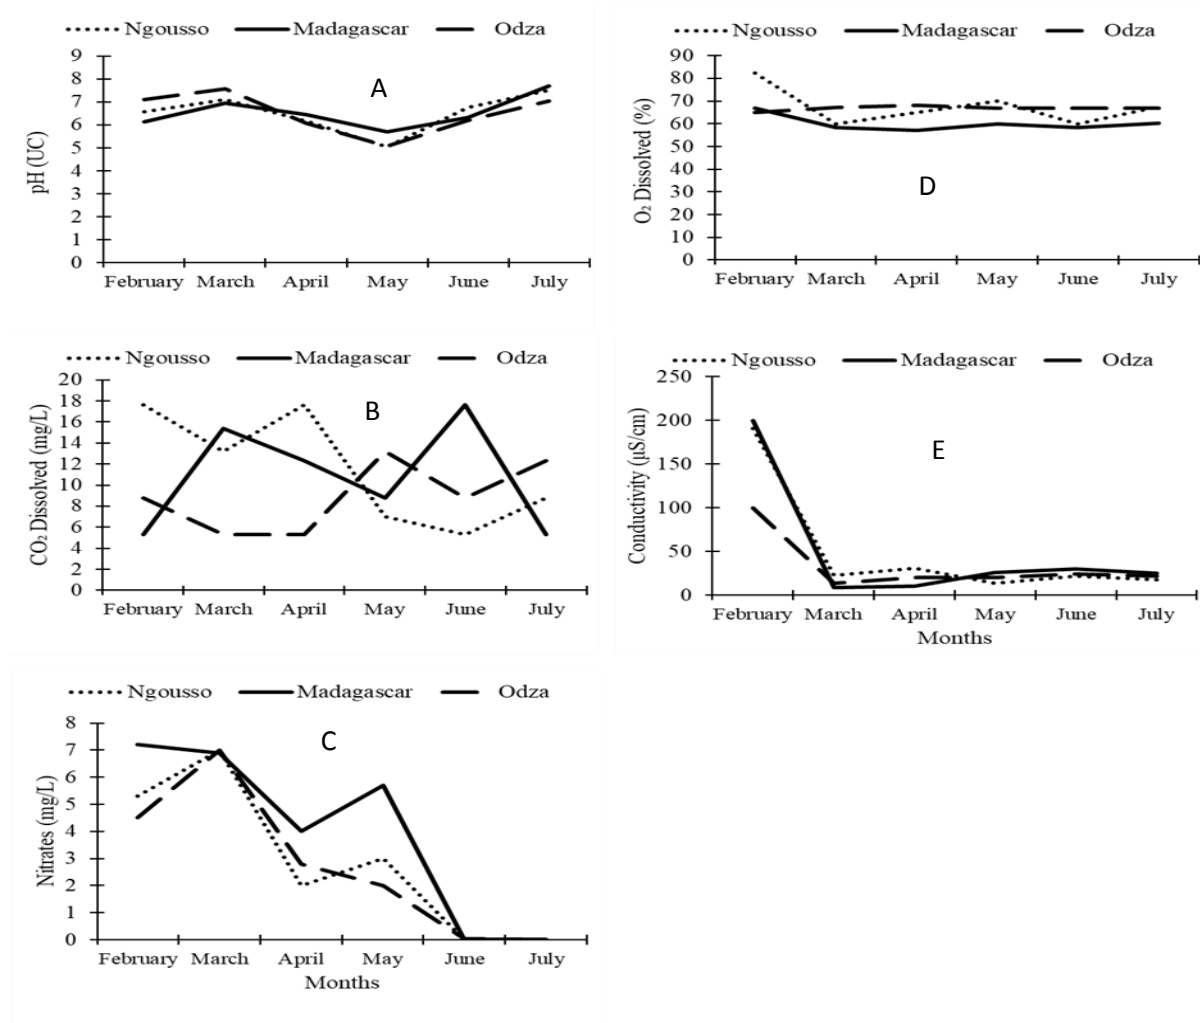 Ngousso Madagascar Odza
9
8
7
6
5
4
3
2
1
0
pH (UC)
A
February March April May June July
Ngousso Madagascar Odza
90
80
70
60
50
40
30
20
10
0
O₂ Dissolved (%)
D
February March April May June July
Ngousso Madagascar Odza
20
18
16
14
12
10
8
6
4
2
0
CO₂ Dissolved (mg/L)
B
February March April May June July
Ngousso Madagascar Odza
250
200
150
100
50
0
Conductivity (µS/cm)
E
February March April May June July
Months
Ngousso Madagascar Odza
8
7
6
5
4
3
2
1
0
Nitrates (mg/L)
C
February March April May June July
Months